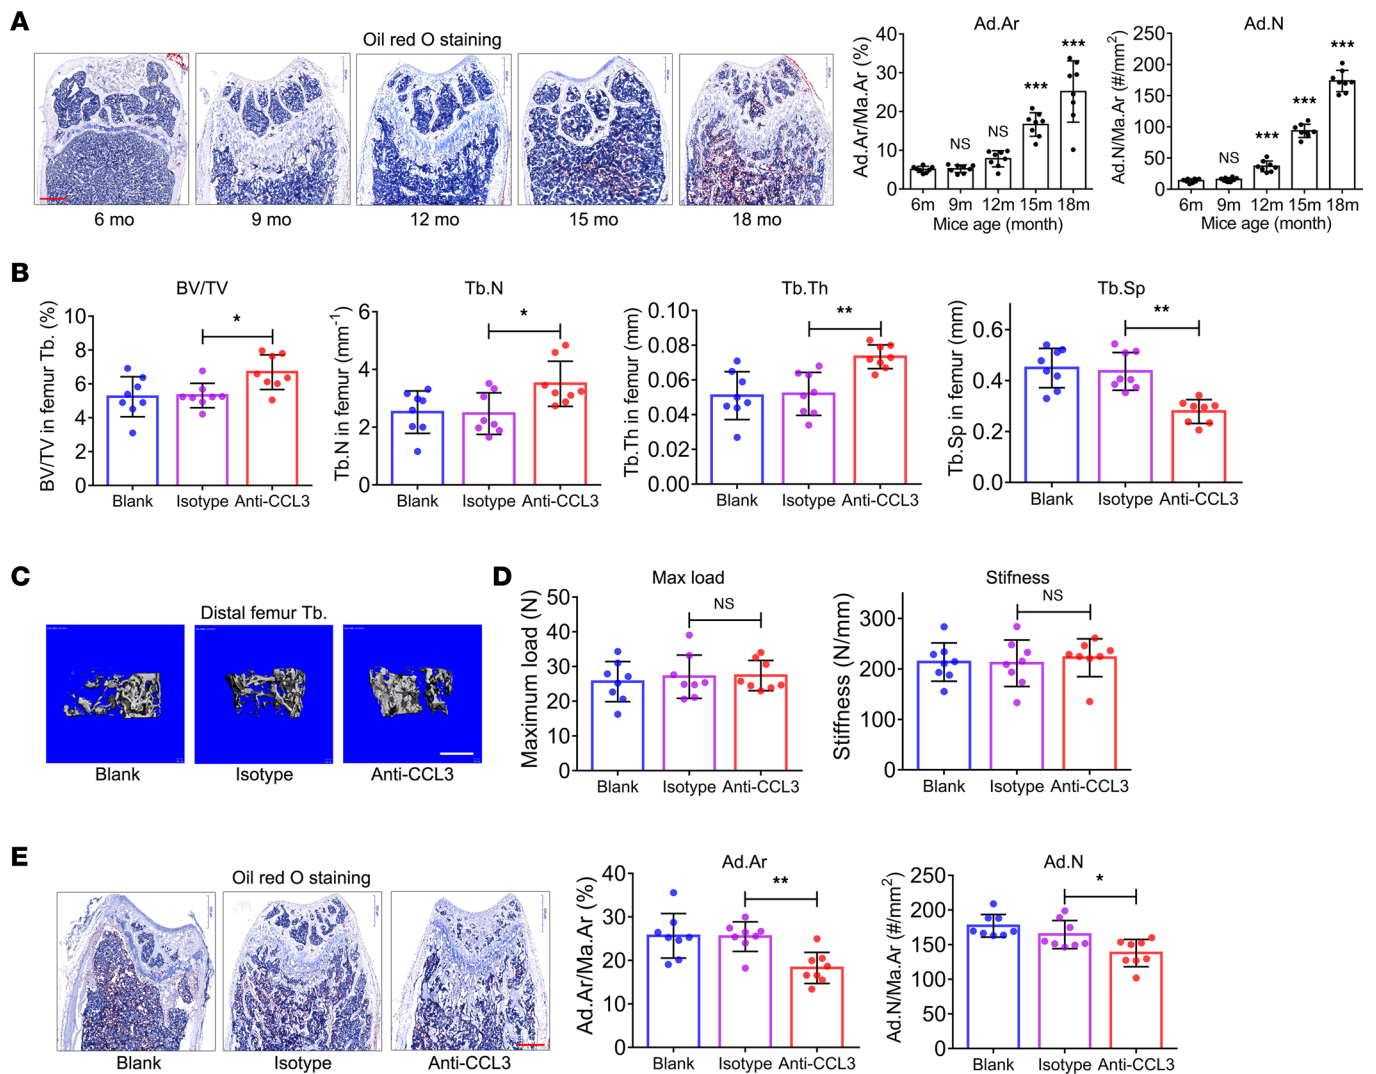 A
Oil red O staining
6 mo
9 mo
12 mo
15 mo
18 mo
Ad.Ar
Ad.Ar/Ma.Ar (%)
40
30
20
10
0
NS
NS
***
***
6m 9m 12m 15m 18m
Mice age (month)
Ad.N
Ad.N/Ma.Ar (#/mm²)
250
200
150
100
50
0
NS
***
***
***
6m 9m 12m 15m 18m
Mice age (month)
B
BV/TV
BV/TV in femur Tb. (%)
10
8
6
4
2
0
*
Blank Isotype Anti-CCL3
Tb.N
Tb.N in femur (mm⁻¹)
6
4
2
0
*
Blank Isotype Anti-CCL3
Tb.Th
Tb.Th in femur (mm)
0.10
0.08
0.06
0.04
0.02
0.00
**
Blank Isotype Anti-CCL3
Tb.Sp
Tb.Sp in femur (mm)
0.6
0.4
0.2
0.0
**
Blank Isotype Anti-CCL3
C
Distal femur Tb.
Blank
Isotype
Anti-CCL3
D
Max load
Maximum load (N)
50
40
30
20
10
0
NS
Blank Isotype Anti-CCL3
Stifness
Stiffness (N/mm)
300
200
100
0
NS
Blank Isotype Anti-CCL3
E
Oil red O staining
Blank
Isotype
Anti-CCL3
Ad.Ar
Ad.Ar/Ma.Ar (%)
40
30
20
10
0
**
Blank Isotype Anti-CCL3
Ad.N
Ad.N/Ma.Ar (#/mm²)
250
200
150
100
50
0
*
Blank Isotype Anti-CCL3